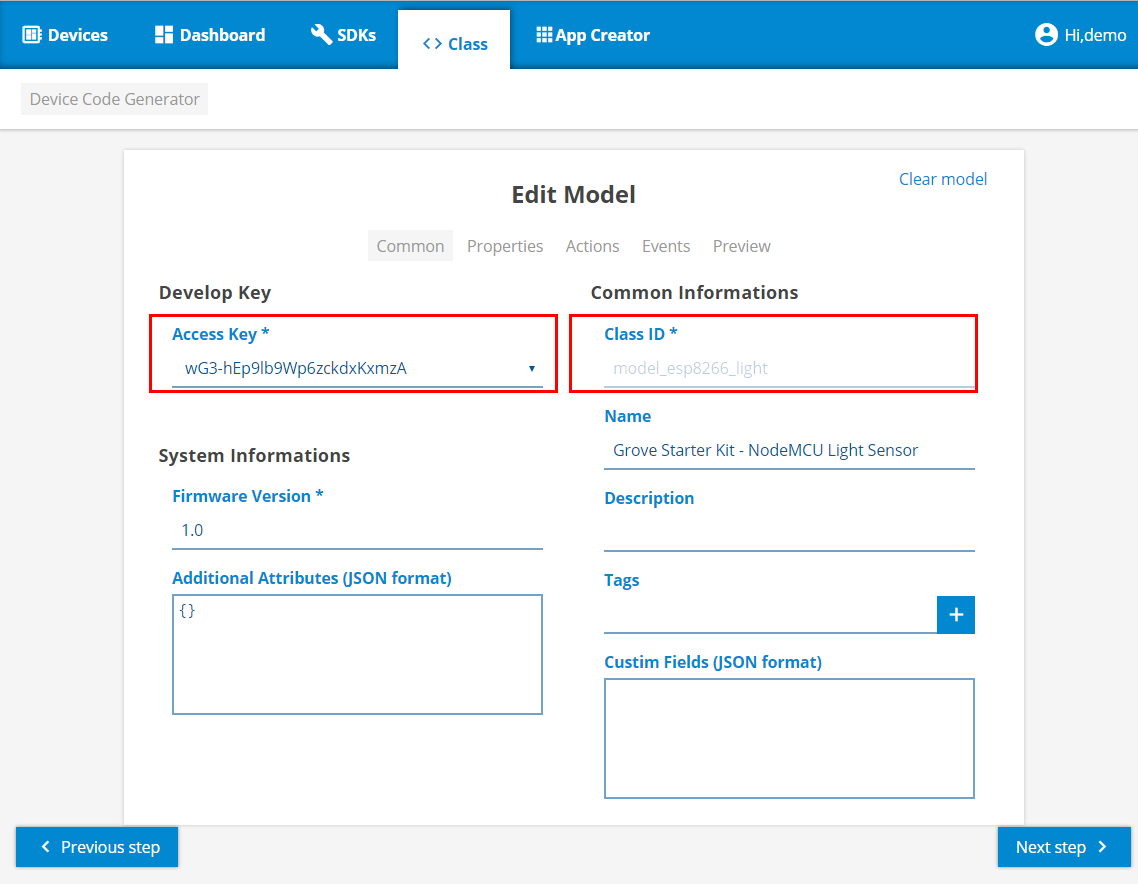 Devices Dashboard SDKs Class App Creator Hi,demo
Device Code Generator
Clear model
Edit Model
Common Properties Actions Events Preview
Develop Key
Access Key *
wG3-hEp9lb9Wp6zckdxKxmzA
System Informations
Firmware Version *
1.0
Additional Attributes (JSON format)
{}
Common Informations
Class ID *
model_esp8266_light
Name
Grove Starter Kit - NodeMCU Light Sensor
Description
Tags
+
Custim Fields (JSON format)
Previous step
Next step